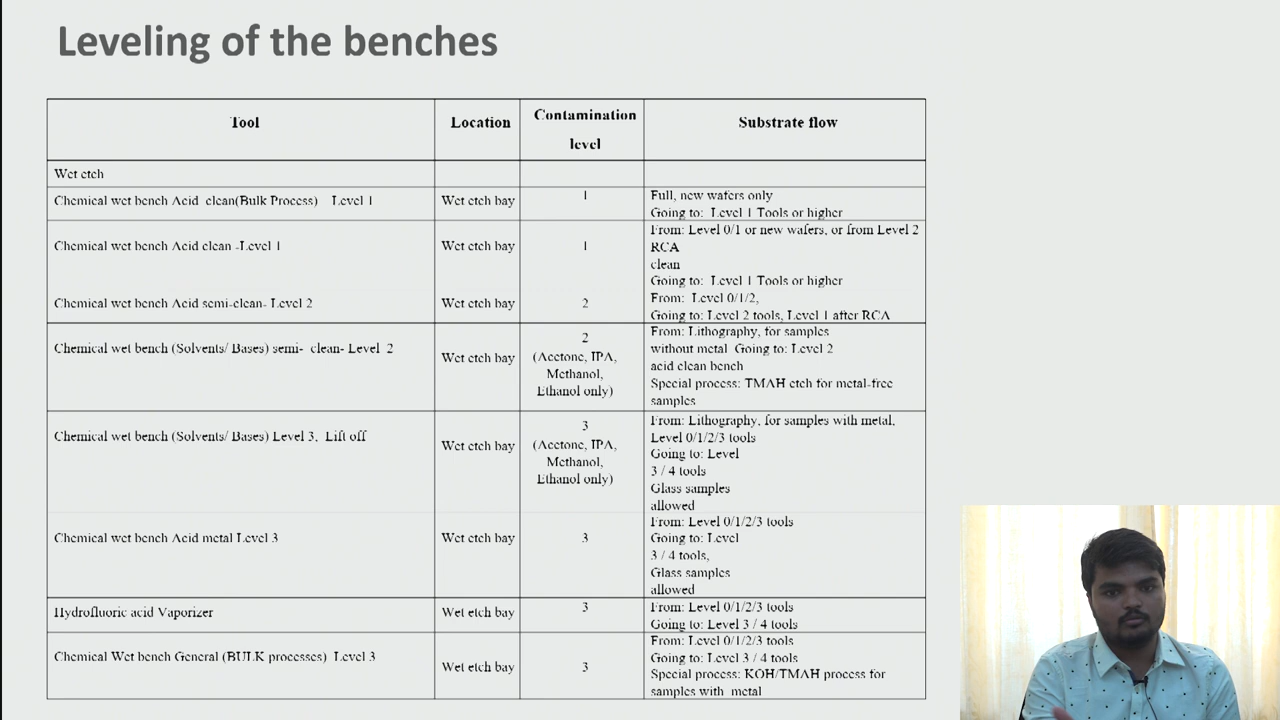 Leveling of the benches
Tool Location Contamination level Substrate flow
Wet etch
Chemical wet bench Acid clean(Bulk Process) Level 1 Wet etch bay 1 Full, new wafers only
Going to: Level 1 Tools or higher
Chemical wet bench Acid clean -Level 1 Wet etch bay 1 From: Level 0/1 or new wafers, or from Level 2
RCA
clean
Going to: Level 1 Tools or higher
Chemical wet bench Acid semi-clean- Level 2 Wet etch bay 2 From: Level 0/1/2,
Going to: Level 2 tools, Level 1 after RCA
Chemical wet bench (Solvents/ Bases) semi- clean- Level 2 Wet etch bay 2
(Acetone, IPA,
Methanol,
Ethanol only)
From: Lithography, for samples
without metal Going to: Level 2
acid clean bench
Special process: TMAH etch for metal-free
samples
Chemical wet bench (Solvents/ Bases) Level 3, Lift off Wet etch bay 3
(Acetone, IPA,
Methanol,
Ethanol only)
From: Lithography, for samples with metal,
Level 0/1/2/3 tools
Going to: Level
3 / 4 tools
Glass samples
allowed
Chemical wet bench Acid metal Level 3 Wet etch bay 3 From: Level 0/1/2/3 tools
Going to: Level
3 / 4 tools,
Glass samples
allowed
Hydrofluoric acid Vaporizer Wet etch bay 3 From: Level 0/1/2/3 tools
Going to: Level 3 / 4 tools
Chemical Wet bench General (BULK processes) Level 3 Wet etch bay 3 From: Level 0/1/2/3 tools
Going to: Level 3 / 4 tools
Special process: KOH/TMAH process for
samples with metal